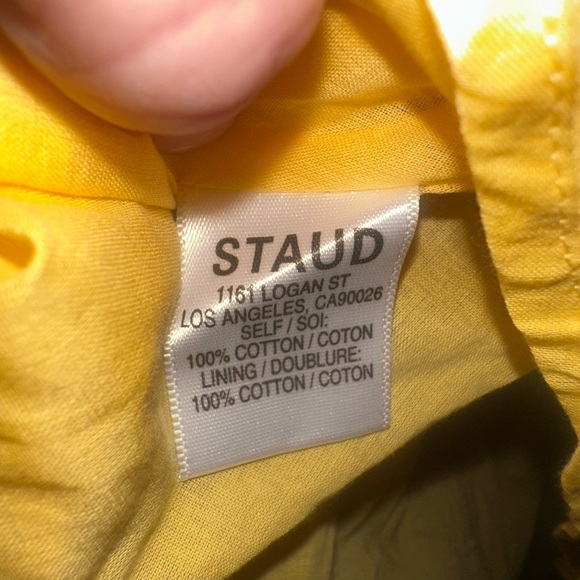 STAUD
1161 LOGAN ST
LOS ANGELES, CA90026
SELF / SOI:
100% COTTON / COTON
LINING / DOUBLURE:
100% COTTON / COTON